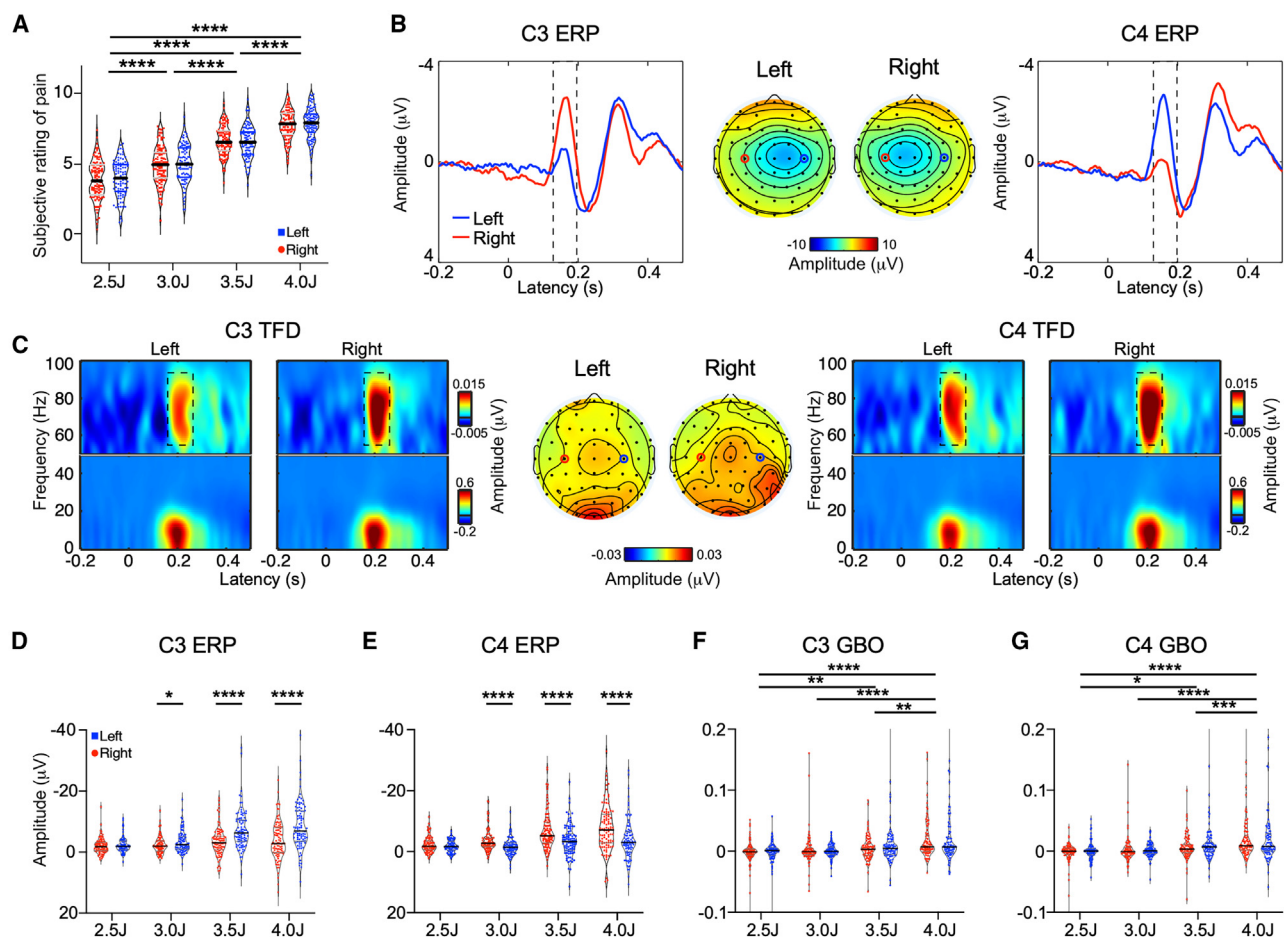 A
****
****
****
****
****
Subjective rating of pain
10
5
0
Left
Right
2.5J
3.0J
3.5J
4.0J
B
C3 ERP
-4
0
4
Amplitude (μV)
Left
Right
-0.2
0
0.2
0.4
Latency (s)
Left
Right
-10
10
Amplitude (μV)
C4 ERP
-4
0
4
Amplitude (μV)
-0.2
0
0.2
0.4
Latency (s)
C
C3 TFD
Left
Right
100
80
60
40
20
0
Frequency (Hz)
-0.2
0
0.2
0.4
-0.2
0
0.2
0.4
Latency (s)
0.015
-0.005
0.6
-0.2
Amplitude (μV)
Left
Right
-0.03
0.03
Amplitude (μV)
C4 TFD
Left
Right
100
80
60
40
20
0
Frequency (Hz)
-0.2
0
0.2
0.4
-0.2
0
0.2
0.4
Latency (s)
0.015
-0.005
0.6
-0.2
Amplitude (μV)
D
C3 ERP
*
****
****
Left
Right
-40
-20
0
20
Amplitude (μV)
2.5J
3.0J
3.5J
4.0J
E
C4 ERP
****
****
****
-40
-20
0
20
2.5J
3.0J
3.5J
4.0J
F
C3 GBO
****
**
****
**
0.2
0.1
0
-0.1
2.5J
3.0J
3.5J
4.0J
G
C4 GBO
****
*
****
***
0.2
0.1
0
-0.1
2.5J
3.0J
3.5J
4.0J